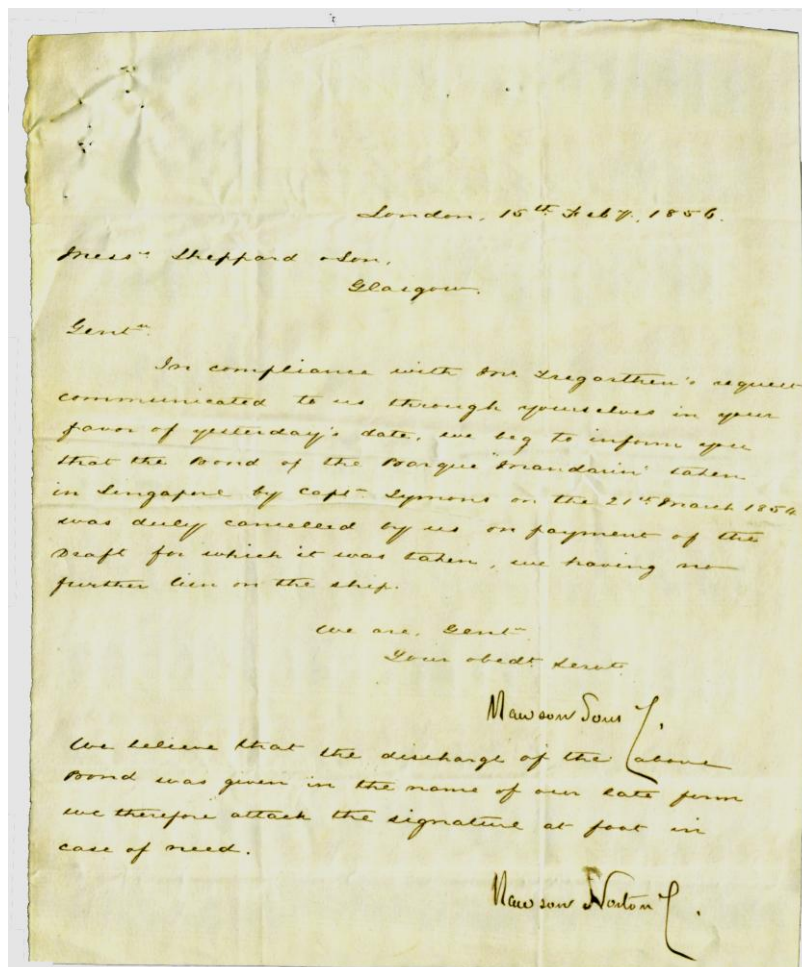 London, 15th Feby, 1856.
Messrs Sheppard & Son,
Glasgow.
Gentn
In compliance with Mr. Tregarthen's request
communicated to us through yourselves in your
favor of yesterday's date, we beg to inform you
that the Bond of the Barque "Mandarin" taken
in Singapore by Capt Symons on the 21st March 1854
was duly cancelled by us on payment of the
Draft for which it was taken, we having no
further lien on the ship.
We are, Gentn
Your obedt Servts
Mawson Sons
We believe that the discharge of the above
Bond was given in the name of our late firm
we therefore attach the signature at foot in
case of need.
Mawson Norton